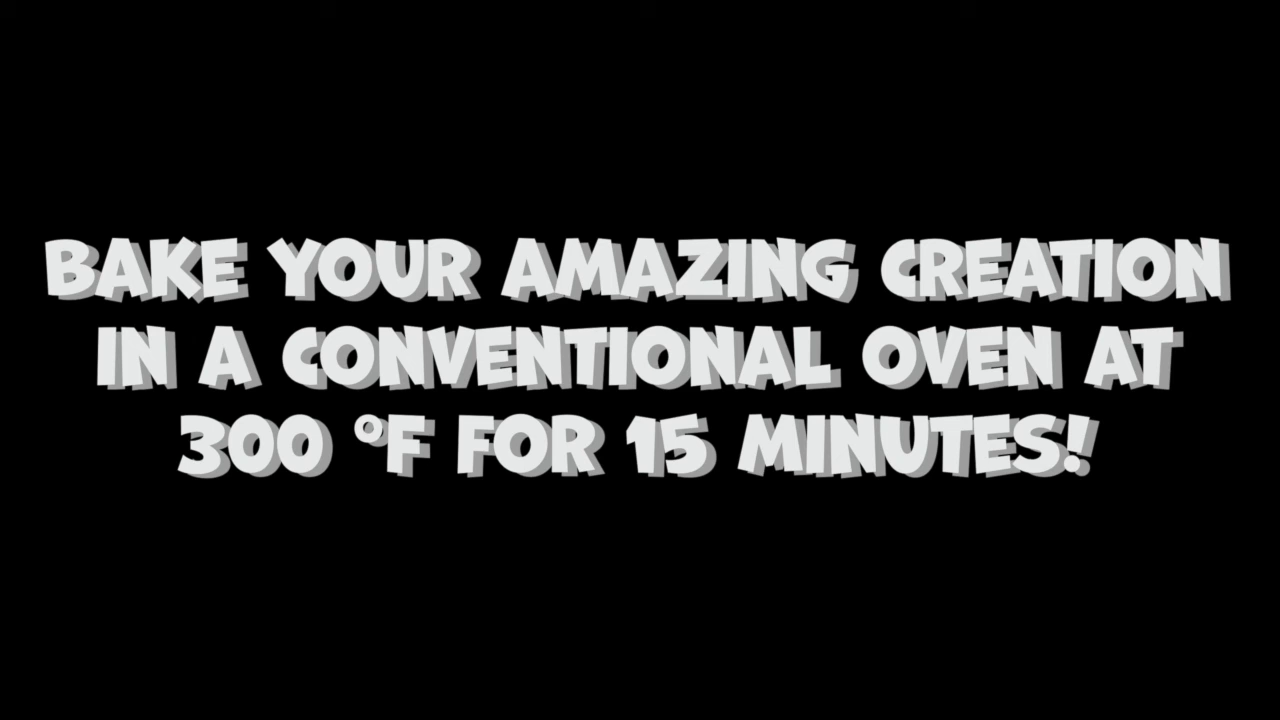 BAKE YOUR AMAZING CREATION
IN A CONVENTIONAL OVEN AT
300 °F FOR 15 MINUTES!